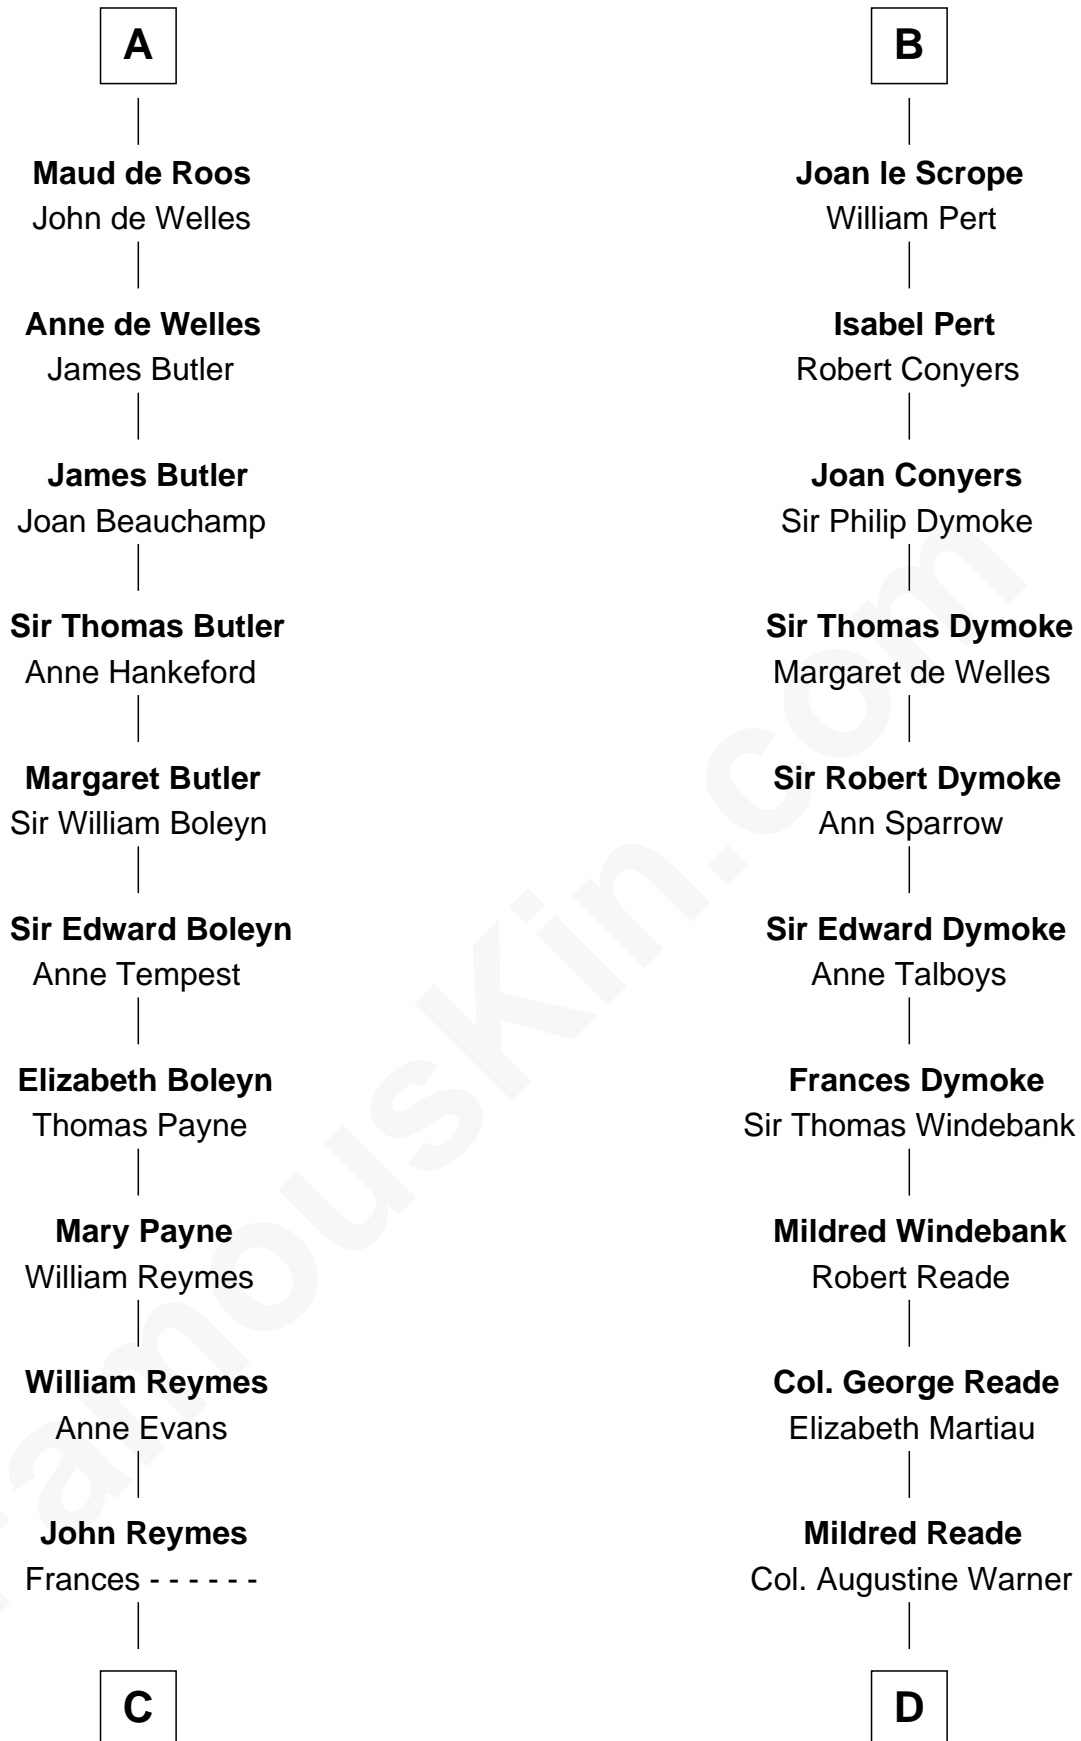 A
Maud de Roos
John de Welles
Anne de Welles
James Butler
James Butler
Joan Beauchamp
Sir Thomas Butler
Anne Hankeford
Margaret Butler
Sir William Boleyn
Sir Edward Boleyn
Anne Tempest
Elizabeth Boleyn
Thomas Payne
Mary Payne
William Reymes
William Reymes
Anne Evans
John Reymes
Frances - - - - - -
C
B
Joan le Scrope
William Pert
Isabel Pert
Robert Conyers
Joan Conyers
Sir Philip Dymoke
Sir Thomas Dymoke
Margaret de Welles
Sir Robert Dymoke
Ann Sparrow
Sir Edward Dymoke
Anne Talboys
Frances Dymoke
Sir Thomas Windebank
Mildred Windebank
Robert Reade
Col. George Reade
Elizabeth Martiau
Mildred Reade
Col. Augustine Warner
D
FamousKin.com